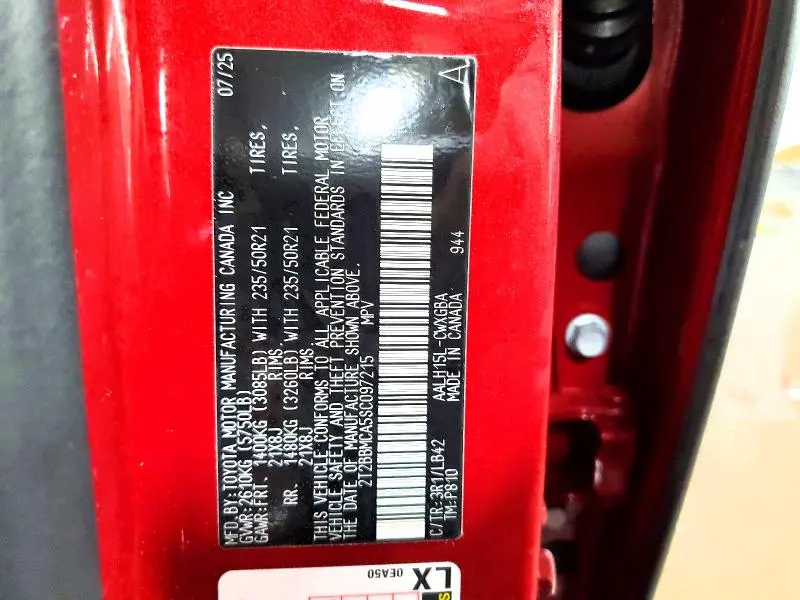 MFD.BY:TOYOTA MOTOR MANUFACTURING CANADA INC 07/25
GVWR:2610KG(5750LB)
GAWR:FRT. 1400KG(3085LB)WITH 235/50R21 TIRES,
21X8J RIMS,
RR. 1480KG(3260LB)WITH 235/50R21 TIRES,
21X8J RIMS.
THIS VEHICLE CONFORMS TO ALL APPLICABLE FEDERAL MOTOR
VEHICLE SAFETY AND THEFT PREVENTION STANDARDS IN EFFECT ON
THE DATE OF MANUFACTURE SHOWN ABOVE.
2T2BBMCA5SC097215 MPV
C/TR:3R1/LB42 AALH15L-CWXGBA 944 A
TM:P810 MADE IN CANADA
LX 0EA50